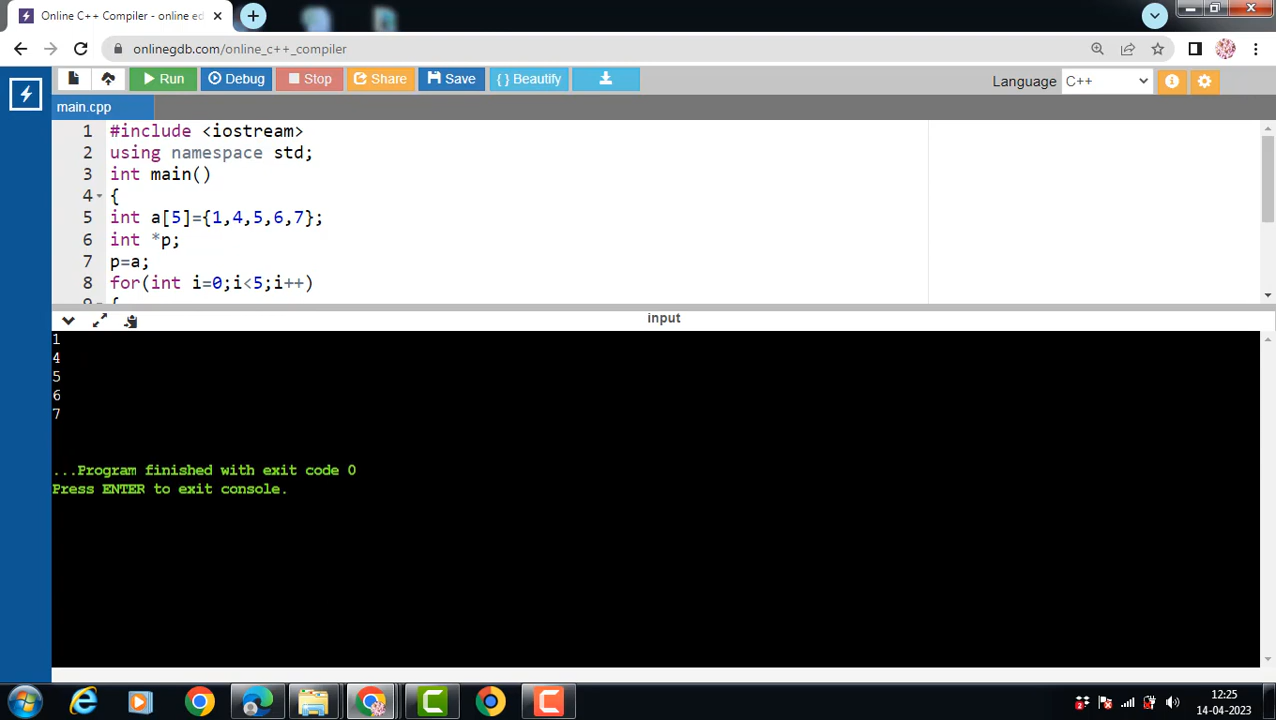 Online C++ Compiler - online ed
onlinegdb.com/online_c++_compiler
Run Debug Stop Share Save { } Beautify Language C++
main.cpp
1 #include <iostream>
2 using namespace std;
3 int main()
4 {
5 int a[5]={1,4,5,6,7};
6 int *p;
7 p=a;
8 for(int i=0;i<5;i++)
9 {
input
1
4
5
6
7
...Program finished with exit code 0
Press ENTER to exit console.
12:25
14-04-2023